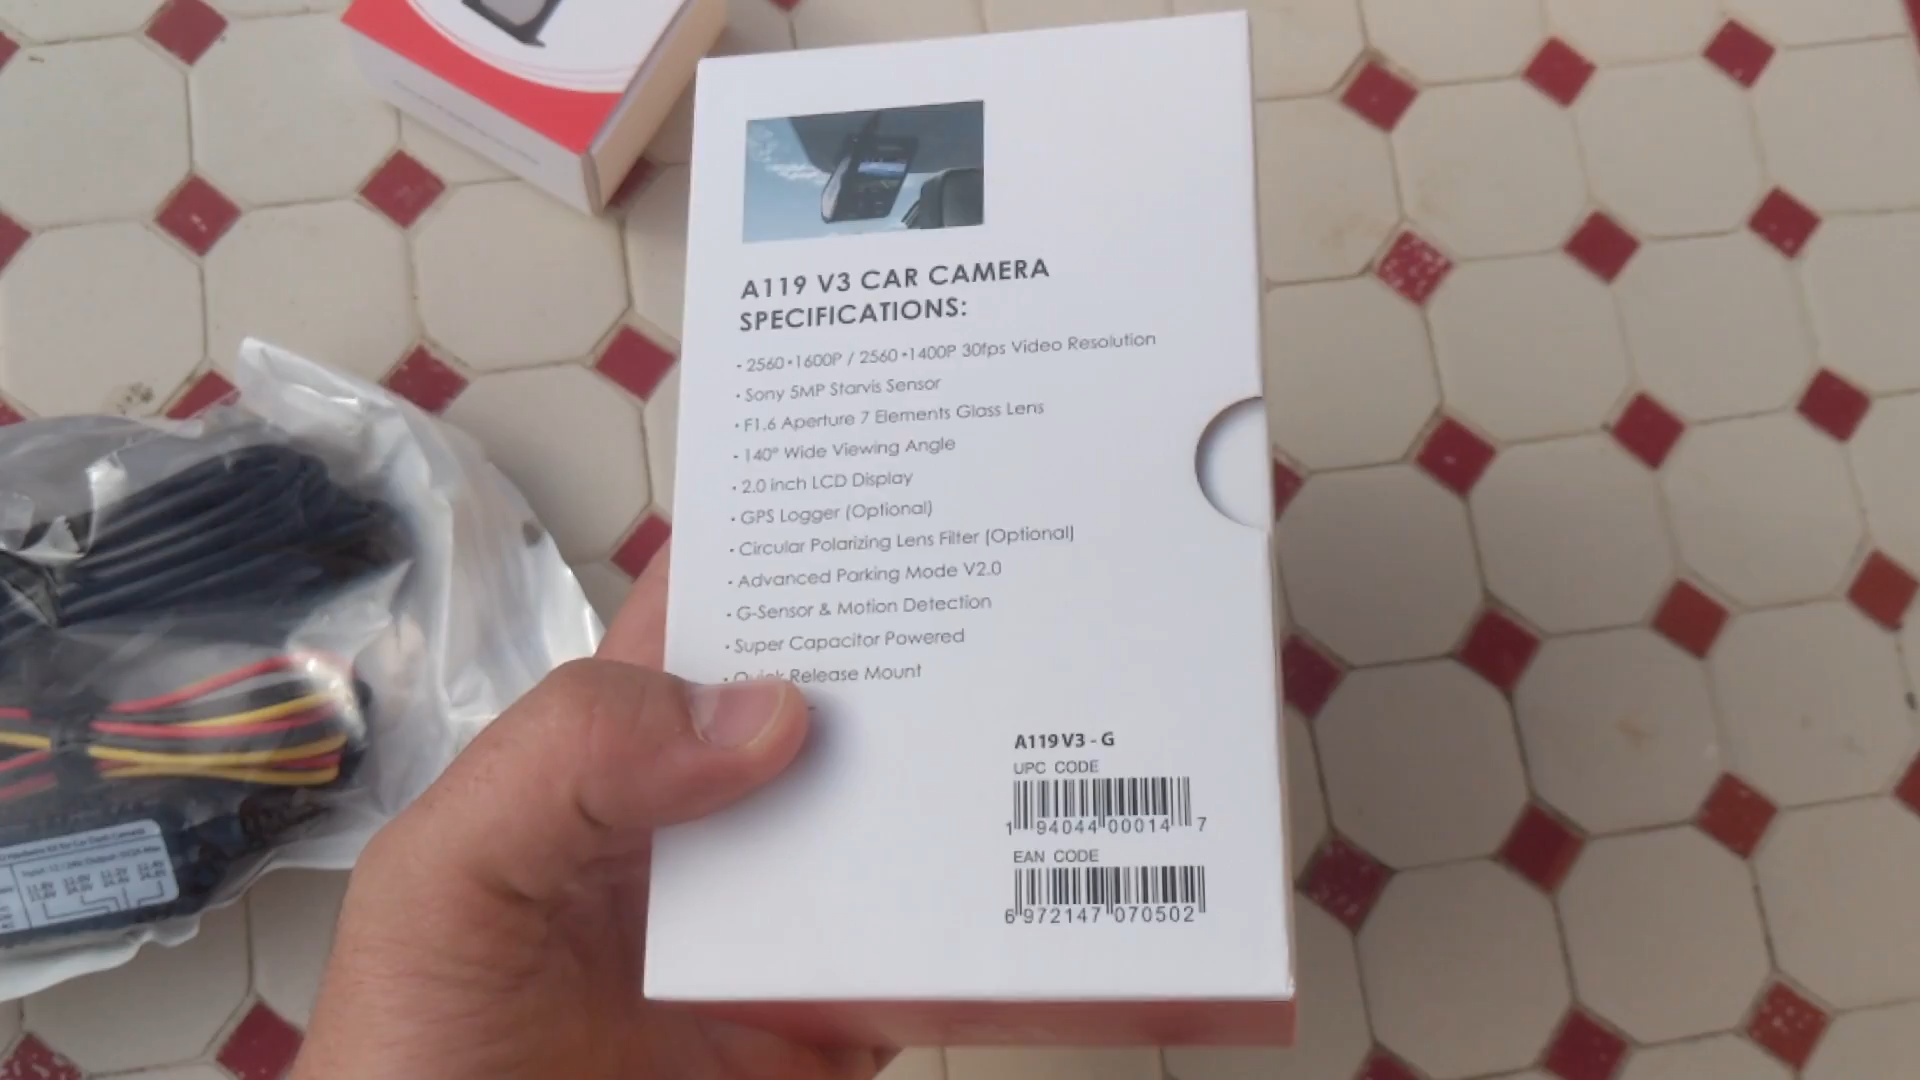 A119 V3 CAR CAMERA
SPECIFICATIONS:
• 2560•1600P / 2560•1400P 30fps Video Resolution
• Sony 5MP Starvis Sensor
• F1.6 Aperture 7 Elements Glass Lens
• 140° Wide Viewing Angle
• 2.0 inch LCD Display
• GPS Logger (Optional)
• Circular Polarizing Lens Filter (Optional)
• Advanced Parking Mode V2.0
• G-Sensor & Motion Detection
• Super Capacitor Powered
• Quick Release Mount
A119V3 - G
UPC CODE
1 94044 00014 7
EAN CODE
6 972147 070502